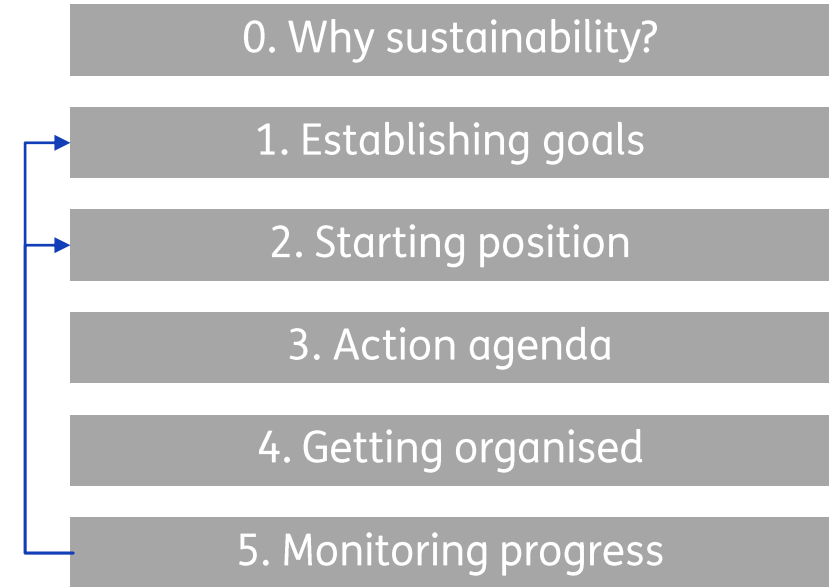 0. Why sustainability?
1. Establishing goals
2. Starting position
3. Action agenda
4. Getting organised
5. Monitoring progress